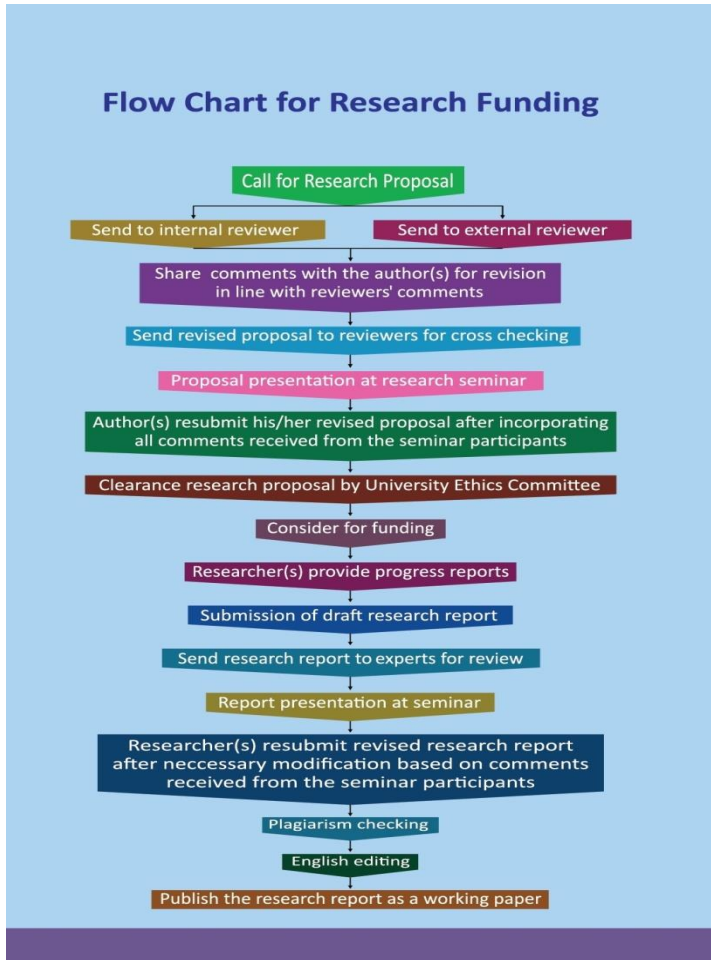 Flow Chart for Research Funding
Call for Research Proposal
Send to internal reviewer
Send to external reviewer
Share comments with the author(s) for revision
in line with reviewers' comments
Send revised proposal to reviewers for cross checking
Proposal presentation at research seminar
Author(s) resubmit his/her revised proposal after incorporating
all comments received from the seminar participants
Clearance research proposal by University Ethics Committee
Consider for funding
Researcher(s) provide progress reports
Submission of draft research report
Send research report to experts for review
Report presentation at seminar
Researcher(s) resubmit revised research report
after neccessary modification based on comments
received from the seminar participants
Plagiarism checking
English editing
Publish the research report as a working paper